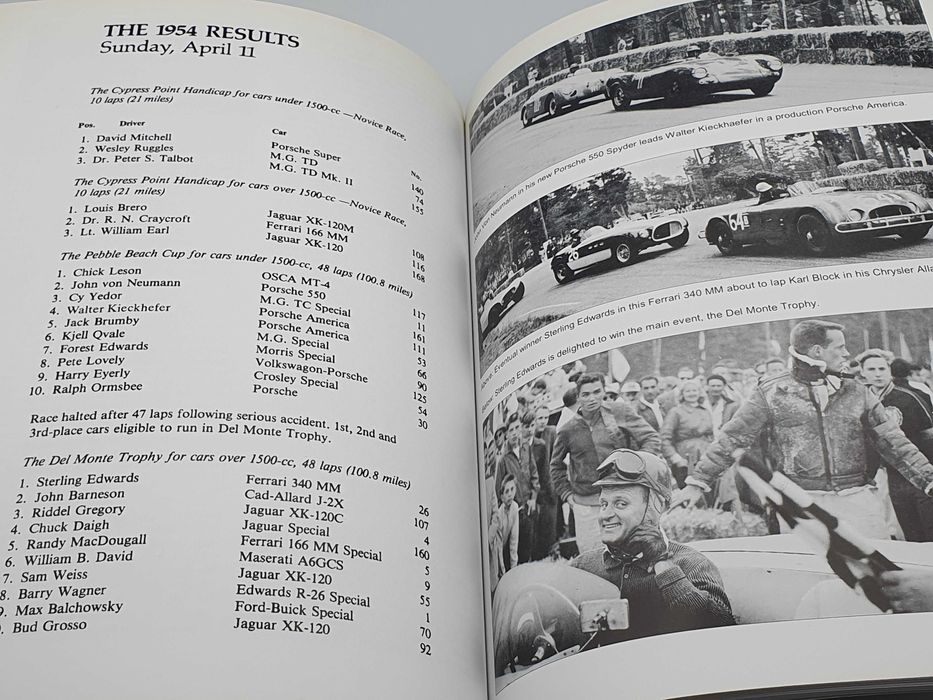 THE 1954 RESULTS
Sunday, April 11
The Cypress Point Handicap for cars under 1500-cc —Novice Race,
10 laps (21 miles)
Pos. Driver Car No.
1. David Mitchell Porsche Super 140
2. Wesley Ruggles M.G. TD 74
3. Dr. Peter S. Talbot M.G. TD Mk. II 155
The Cypress Point Handicap for cars over 1500-cc —Novice Race,
10 laps (21 miles)
1. Louis Brero Jaguar XK-120M 108
2. Dr. R. N. Craycroft Ferrari 166 MM 116
3. Lt. William Earl Jaguar XK-120 168
The Pebble Beach Cup for cars under 1500-cc, 48 laps (100.8 miles)
1. Chick Leson OSCA MT-4 117
2. John von Neumann Porsche 550 11
3. Cy Yedor M.G. TC Special 161
4. Walter Kieckhefer Porsche America 111
5. Jack Brumby Porsche America 53
6. Kjell Qvale M.G. Special 66
7. Forest Edwards Morris Special 90
8. Pete Lovely Volkswagen-Porsche 125
9. Harry Eyerly Crosley Special 54
10. Ralph Ormsbee Porsche 30
Race halted after 47 laps following serious accident. 1st, 2nd and
3rd-place cars eligible to run in Del Monte Trophy.
The Del Monte Trophy for cars over 1500-cc, 48 laps (100.8 miles)
1. Sterling Edwards Ferrari 340 MM 26
2. John Barneson Cad-Allard J-2X 107
3. Riddel Gregory Jaguar XK-120C 4
4. Chuck Daigh Jaguar Special 160
5. Randy MacDougall Ferrari 166 MM Special 5
6. William B. David Maserati A6GCS 9
7. Sam Weiss Jaguar XK-120 55
8. Barry Wagner Edwards R-26 Special 1
9. Max Balchowsky Ford-Buick Special 70
. Bud Grosso Jaguar XK-120 92
11
Von Neumann in his new Porsche 550 Spyder leads Walter Kieckhaefer in a production Porsche America.
26
64
Above: Eventual winner Sterling Edwards in this Ferrari 340 MM about to lap Karl Block in his Chrysler Alla
Below: Sterling Edwards is delighted to win the main event, the Del Monte Trophy.